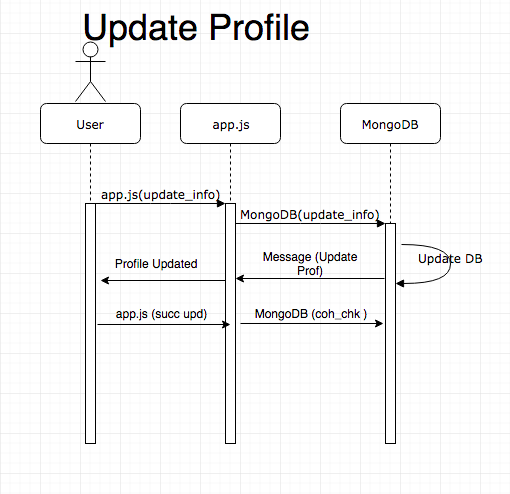 Update Profile
User
app.js
MongoDB
app.js(update_info)
MongoDB(update_info)
Message (Update
Prof)
Update DB
Profile Updated
app.js (succ upd)
MongoDB (coh_chk )